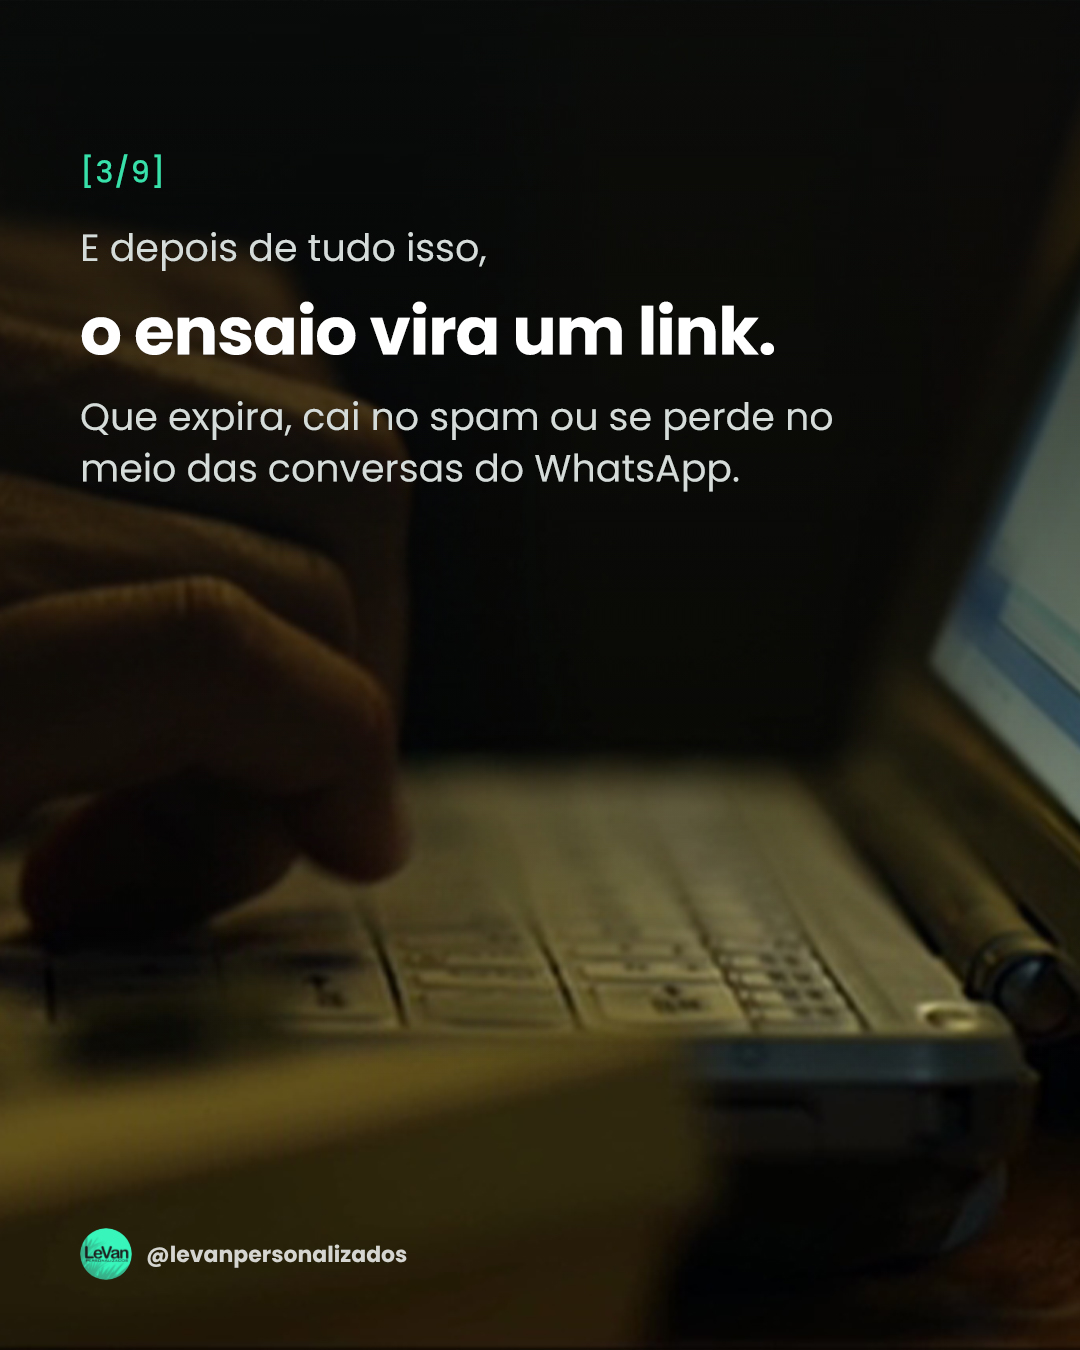 [3/9]
E depois de tudo isso,
o ensaio vira um link.
Que expira, cai no spam ou se perde no
meio das conversas do WhatsApp.
LeVan
@levanpersonalizados